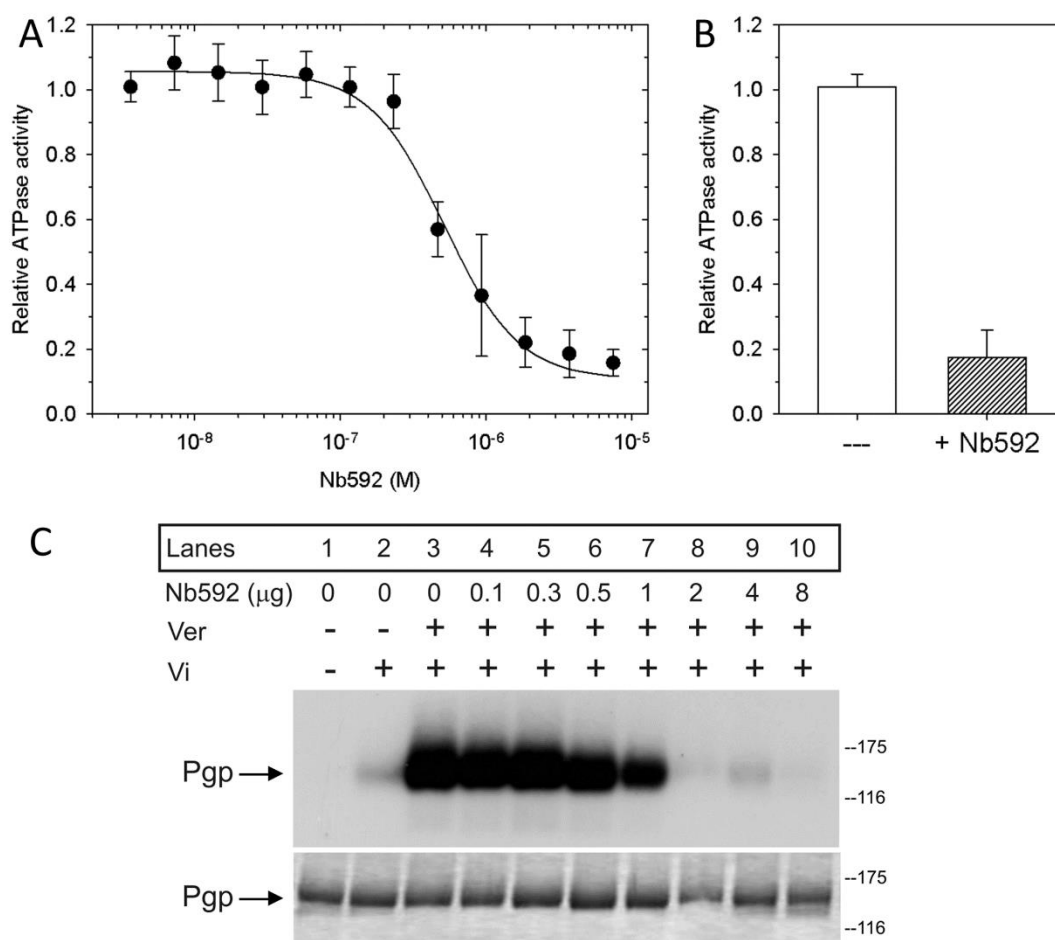 A
1.2
1.0
0.8
0.6
0.4
0.2
0.0
Relative ATPase activity
10-8
10-7
10-6
10-5
Nb592 (M)
B
1.2
1.0
0.8
0.6
0.4
0.2
0.0
Relative ATPase activity
---
+ Nb592
C
Lanes 1 2 3 4 5 6 7 8 9 10
Nb592 (μg) 0 0 0 0.1 0.3 0.5 1 2 4 8
Ver - - + + + + + + + +
Vi - + + + + + + + + +
Pgp
--175
--116
Pgp
--175
--116